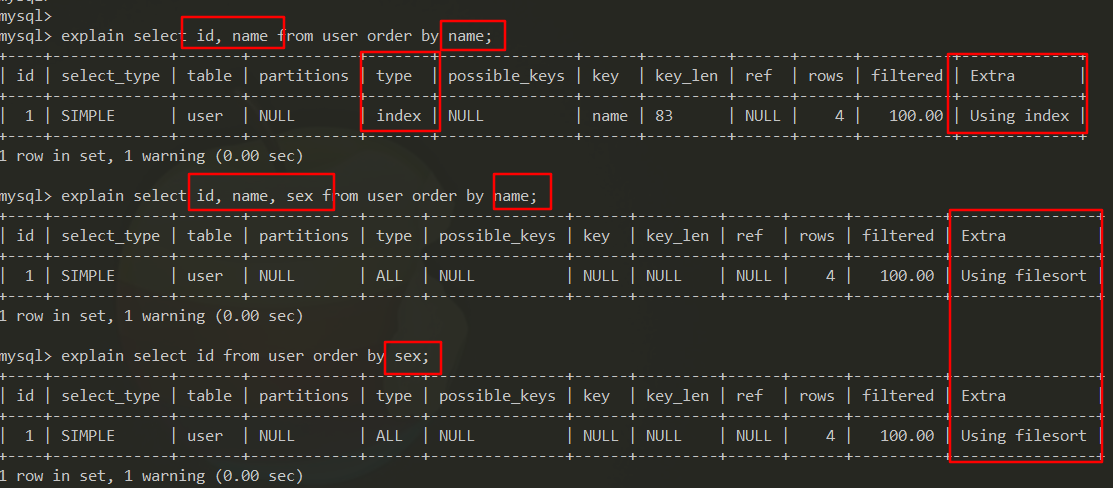 mysql>
mysql> explain select id, name from user order by name;
+----+-------------+-------+------------+-------+---------------+------+---------+------+------+----------+-------------+
| id | select_type | table | partitions | type | possible_keys | key | key_len | ref | rows | filtered | Extra |
+----+-------------+-------+------------+-------+---------------+------+---------+------+------+----------+-------------+
| 1 | SIMPLE | user | NULL | index | NULL | name | 83 | NULL | 4 | 100.00 | Using index |
+----+-------------+-------+------------+-------+---------------+------+---------+------+------+----------+-------------+
1 row in set, 1 warning (0.00 sec)
mysql> explain select id, name, sex from user order by name;
+----+-------------+-------+------------+------+---------------+------+---------+------+------+----------+----------------+
| id | select_type | table | partitions | type | possible_keys | key | key_len | ref | rows | filtered | Extra |
+----+-------------+-------+------------+------+---------------+------+---------+------+------+----------+----------------+
| 1 | SIMPLE | user | NULL | ALL | NULL | NULL | NULL | NULL | 4 | 100.00 | Using filesort |
+----+-------------+-------+------------+------+---------------+------+---------+------+------+----------+----------------+
1 row in set, 1 warning (0.00 sec)
mysql> explain select id from user order by sex;
+----+-------------+-------+------------+------+---------------+------+---------+------+------+----------+----------------+
| id | select_type | table | partitions | type | possible_keys | key | key_len | ref | rows | filtered | Extra |
+----+-------------+-------+------------+------+---------------+------+---------+------+------+----------+----------------+
| 1 | SIMPLE | user | NULL | ALL | NULL | NULL | NULL | NULL | 4 | 100.00 | Using filesort |
+----+-------------+-------+------------+------+---------------+------+---------+------+------+----------+----------------+
1 row in set, 1 warning (0.00 sec)